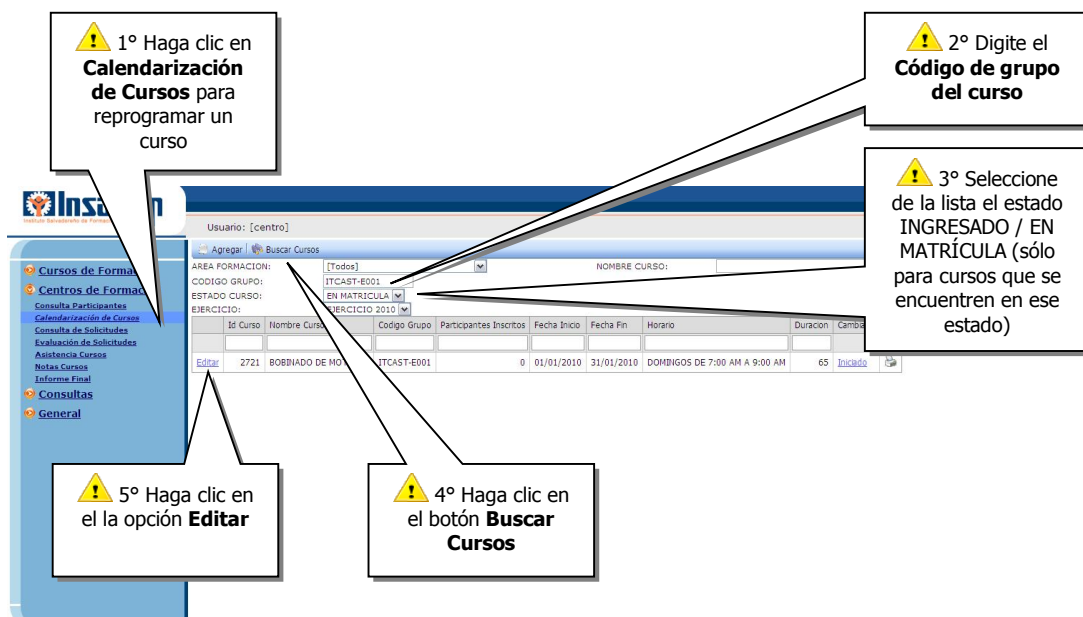 1° Haga clic en
Calendarización
de Cursos para
reprogramar un
curso
2° Digite el
Código de grupo
del curso
3° Seleccione
de la lista el estado
INGRESADO / EN
MATRÍCULA (sólo
para cursos que se
encuentren en ese
estado)
Usuario: [centro]
Agregar Buscar Cursos
AREA FORMACION: [Todos] NOMBRE CURSO:
CODIGO GRUPO: ITCAST-E001
ESTADO CURSO: EN MATRICULA
EJERCICIO: EJERCICIO 2010
Id Curso Nombre Curso Codigo Grupo Participantes Inscritos Fecha Inicio Fecha Fin Horario Duracion
Editar 2721 BOBINADO DE ITCAST-E001 0 01/01/2010 31/01/2010 DOMINGOS DE 7:00 AM A 9:00 AM 65 Iniciado
Cursos de
Centros de
Consulta Participantes
Calendarización de Cursos
Consulta de Solicitudes
Evaluación de Solicitudes
Asistencia Cursos
Notas Cursos
Informe Final
Consultas
General
5° Haga clic en
el la opción Editar
4° Haga clic en
el botón Buscar
Cursos